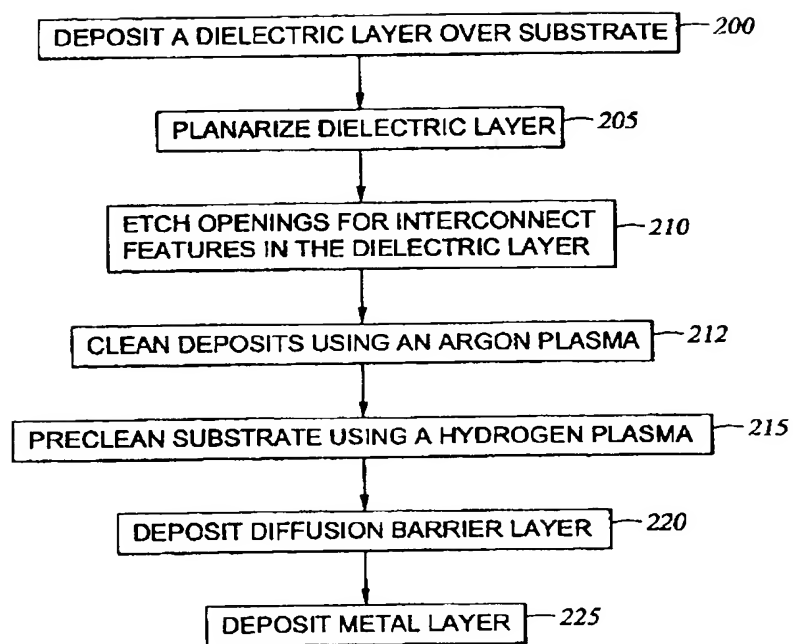 DEPOSIT A DIELECTRIC LAYER OVER SUBSTRATE 200
PLANARIZE DIELECTRIC LAYER 205
ETCH OPENINGS FOR INTERCONNECT
FEATURES IN THE DIELECTRIC LAYER 210
CLEAN DEPOSITS USING AN ARGON PLASMA 212
PRECLEAN SUBSTRATE USING A HYDROGEN PLASMA 215
DEPOSIT DIFFUSION BARRIER LAYER 220
DEPOSIT METAL LAYER 225